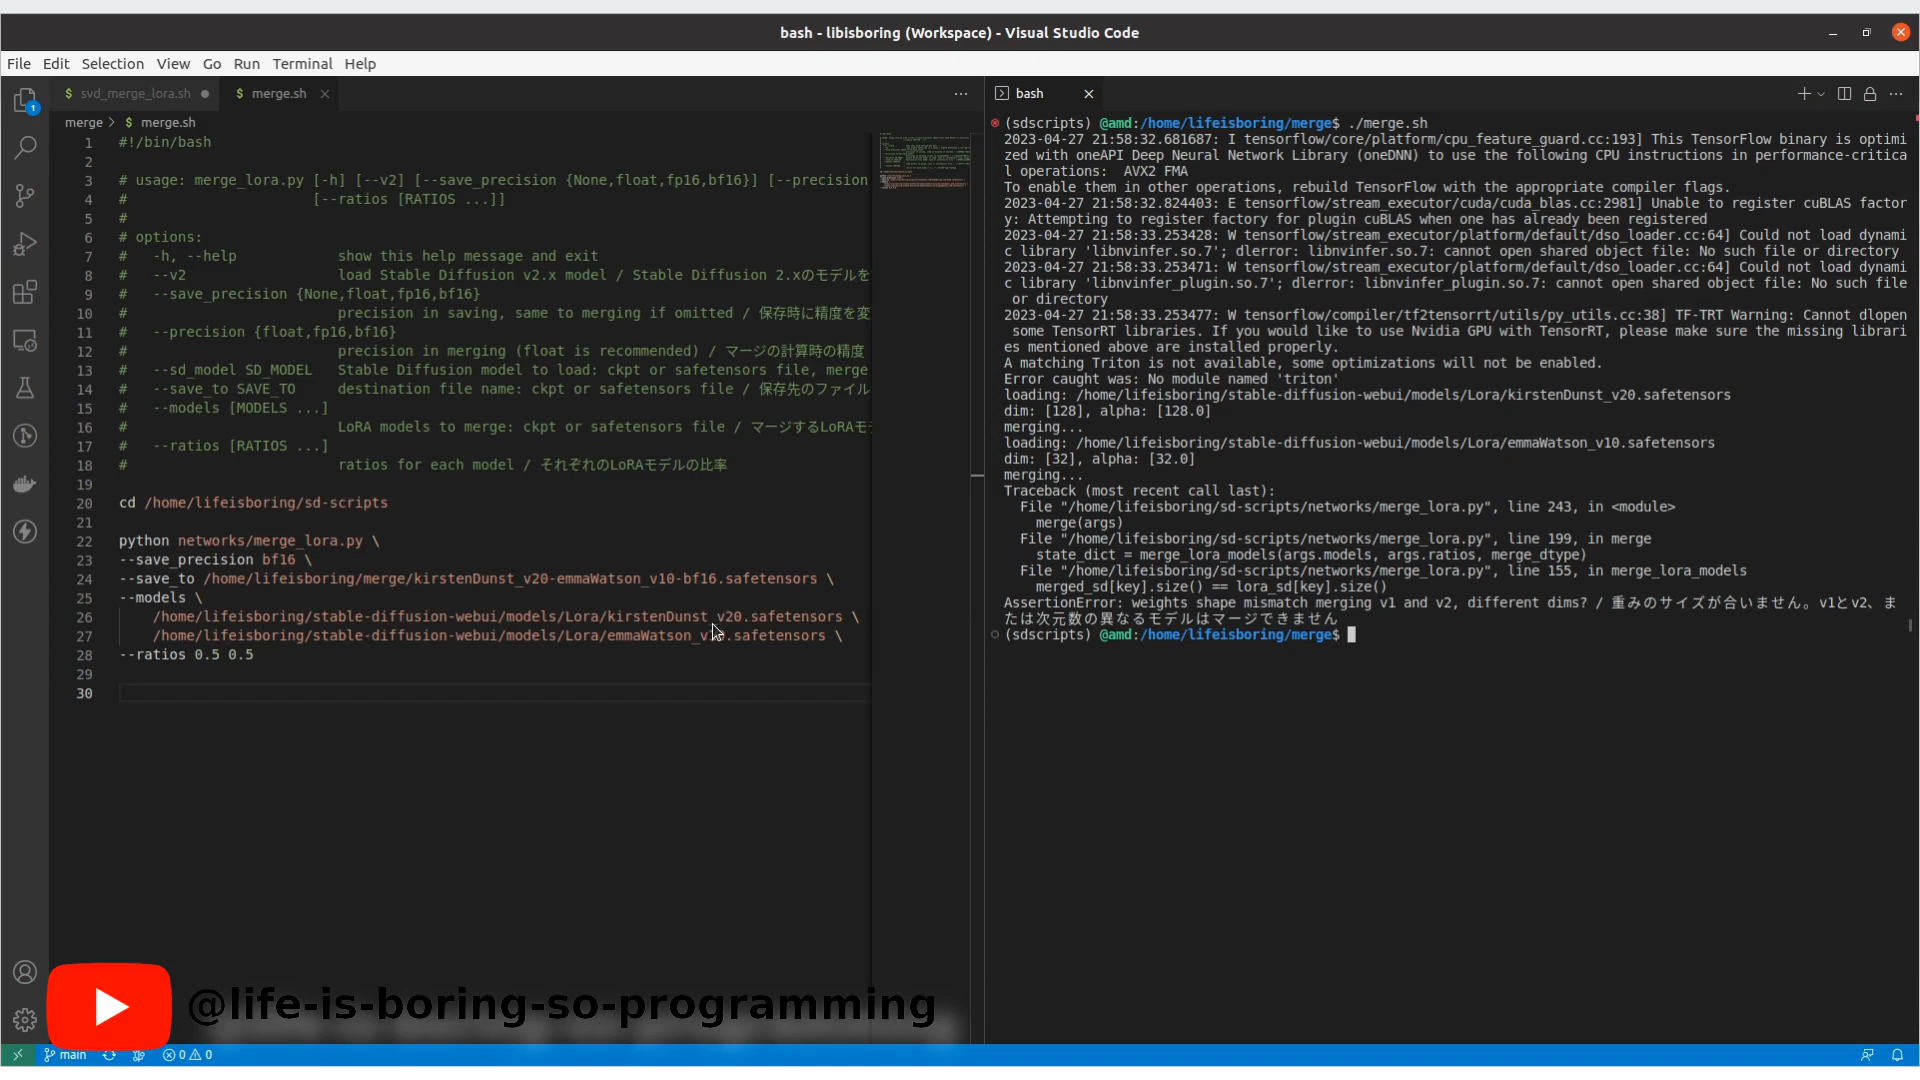 bash - libisboring (Workspace) - Visual Studio Code
File Edit Selection View Go Run Terminal Help
1
$ svd_merge_lora.sh
$ merge.sh
bash
merge > $ merge.sh
1 #!/bin/bash
2
3 # usage: merge_lora.py [-h] [--v2] [--save_precision {None,float,fp16,bf16}] [--precision
4 # [--ratios [RATIOS ...]]
5 #
6 # options:
7 # -h, --help show this help message and exit
8 # --v2 load Stable Diffusion v2.x model / Stable Diffusion 2.xのモデルを
9 # --save_precision {None,float,fp16,bf16}
10 # precision in saving, same to merging if omitted / 保存時に精度を変
11 # --precision {float,fp16,bf16}
12 # precision in merging (float is recommended) / マージの計算時の精度
13 # --sd_model SD_MODEL Stable Diffusion model to load: ckpt or safetensors file, merge
14 # --save_to SAVE_TO destination file name: ckpt or safetensors file / 保存先のファイル
15 # --models [MODELS ...]
16 # LoRA models to merge: ckpt or safetensors file / マージするLoRAモ
17 # --ratios [RATIOS ...]
18 # ratios for each model / それぞれのLoRAモデルの比率
19
20 cd /home/lifeisboring/sd-scripts
21
22 python networks/merge_lora.py \
23 --save_precision bf16 \
24 --save_to /home/lifeisboring/merge/kirstenDunst_v20-emmaWatson_v10-bf16.safetensors \
25 --models \
26 /home/lifeisboring/stable-diffusion-webui/models/Lora/kirstenDunst_v20.safetensors \
27 /home/lifeisboring/stable-diffusion-webui/models/Lora/emmaWatson_v10.safetensors \
28 --ratios 0.5 0.5
29
30
(sdscripts) @amd:/home/lifeisboring/merge$ ./merge.sh
2023-04-27 21:58:32.681687: I tensorflow/core/platform/cpu_feature_guard.cc:193] This TensorFlow binary is optimi
zed with oneAPI Deep Neural Network Library (oneDNN) to use the following CPU instructions in performance-critica
l operations: AVX2 FMA
To enable them in other operations, rebuild TensorFlow with the appropriate compiler flags.
2023-04-27 21:58:32.824403: E tensorflow/stream_executor/cuda/cuda_blas.cc:2981] Unable to register cuBLAS factor
y: Attempting to register factory for plugin cuBLAS when one has already been registered
2023-04-27 21:58:33.253428: W tensorflow/stream_executor/platform/default/dso_loader.cc:64] Could not load dynami
c library 'libnvinfer.so.7'; dlerror: libnvinfer.so.7: cannot open shared object file: No such file or directory
2023-04-27 21:58:33.253471: W tensorflow/stream_executor/platform/default/dso_loader.cc:64] Could not load dynami
c library 'libnvinfer_plugin.so.7'; dlerror: libnvinfer_plugin.so.7: cannot open shared object file: No such file
or directory
2023-04-27 21:58:33.253477: W tensorflow/compiler/tf2tensorrt/utils/py_utils.cc:38] TF-TRT Warning: Cannot dlopen
some TensorRT libraries. If you would like to use Nvidia GPU with TensorRT, please make sure the missing librari
es mentioned above are installed properly.
A matching Triton is not available, some optimizations will not be enabled.
Error caught was: No module named 'triton'
loading: /home/lifeisboring/stable-diffusion-webui/models/Lora/kirstenDunst_v20.safetensors
dim: [128], alpha: [128.0]
merging...
loading: /home/lifeisboring/stable-diffusion-webui/models/Lora/emmaWatson_v10.safetensors
dim: [32], alpha: [32.0]
merging...
Traceback (most recent call last):
File "/home/lifeisboring/sd-scripts/networks/merge_lora.py", line 243, in <module>
merge(args)
File "/home/lifeisboring/sd-scripts/networks/merge_lora.py", line 199, in merge
state_dict = merge_lora_models(args.models, args.ratios, merge_dtype)
File "/home/lifeisboring/sd-scripts/networks/merge_lora.py", line 155, in merge_lora_models
merged_sd[key].size() == lora_sd[key].size()
AssertionError: weights shape mismatch merging v1 and v2, different dims? / 重みのサイズが合いません。v1とv2、ま
たは次元数の異なるモデルはマージできません
(sdscripts) @amd:/home/lifeisboring/merge$
@life-is-boring-so-programming
main 0 0